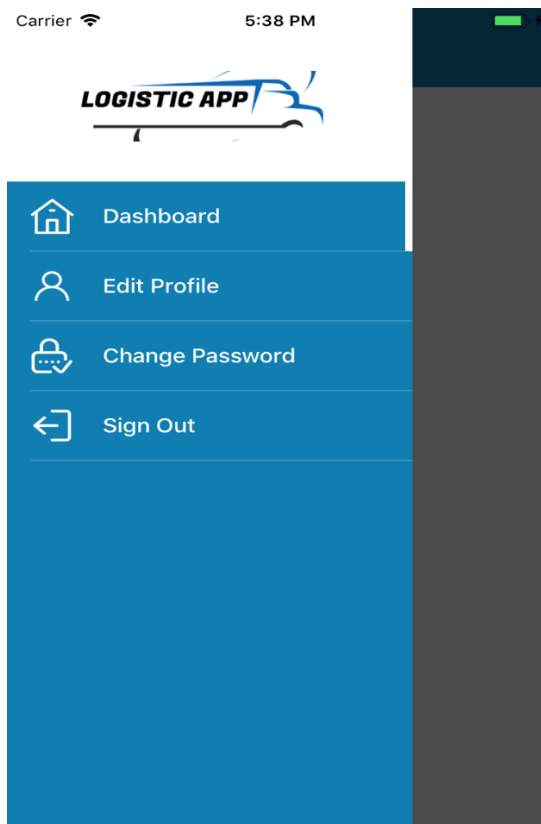 Carrier 5:38 PM
LOGISTIC APP
Dashboard
Edit Profile
Change Password
Sign Out